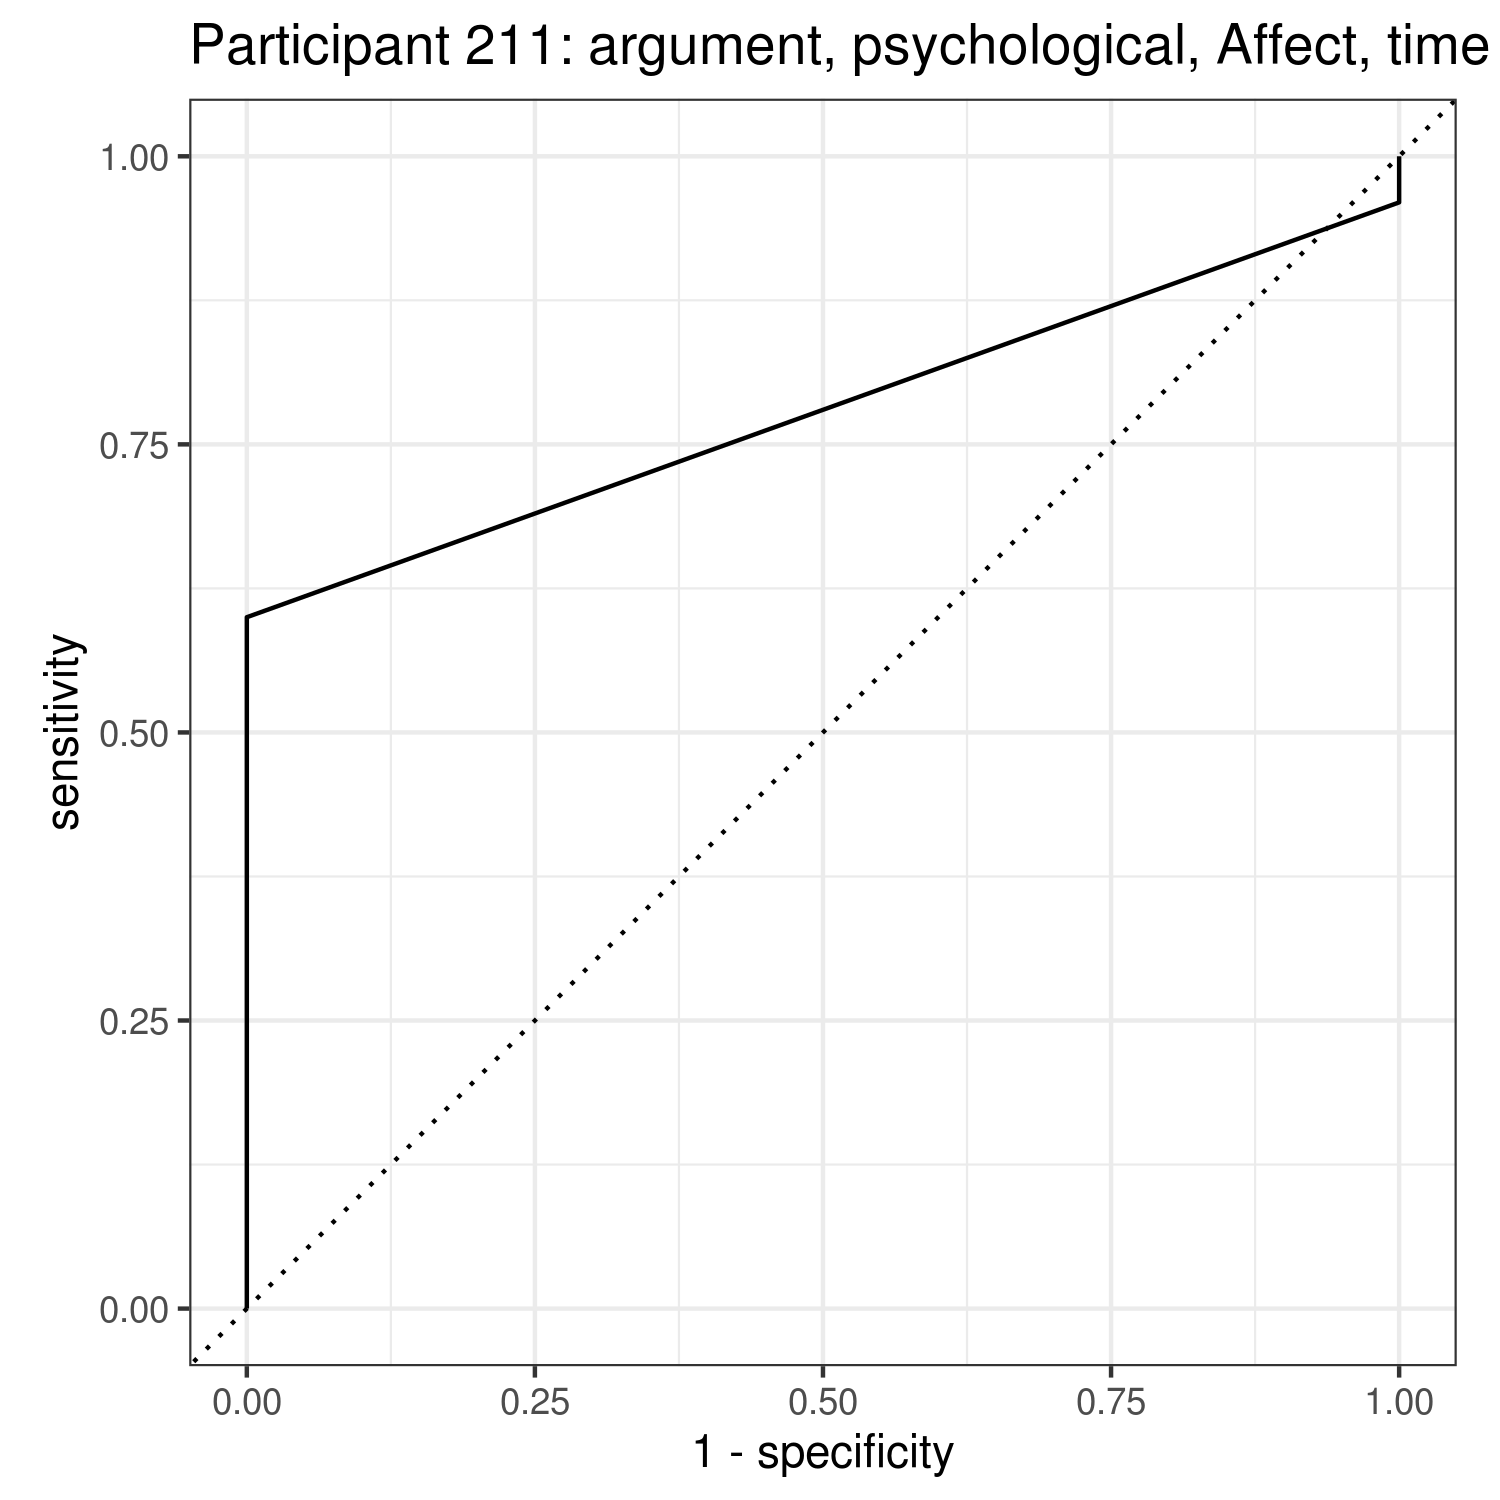 Participant 211: argument, psychological, Affect, time
1.00
0.75
0.50
0.25
0.00
sensitivity
0.00 0.25 0.50 0.75 1.00
1 - specificity